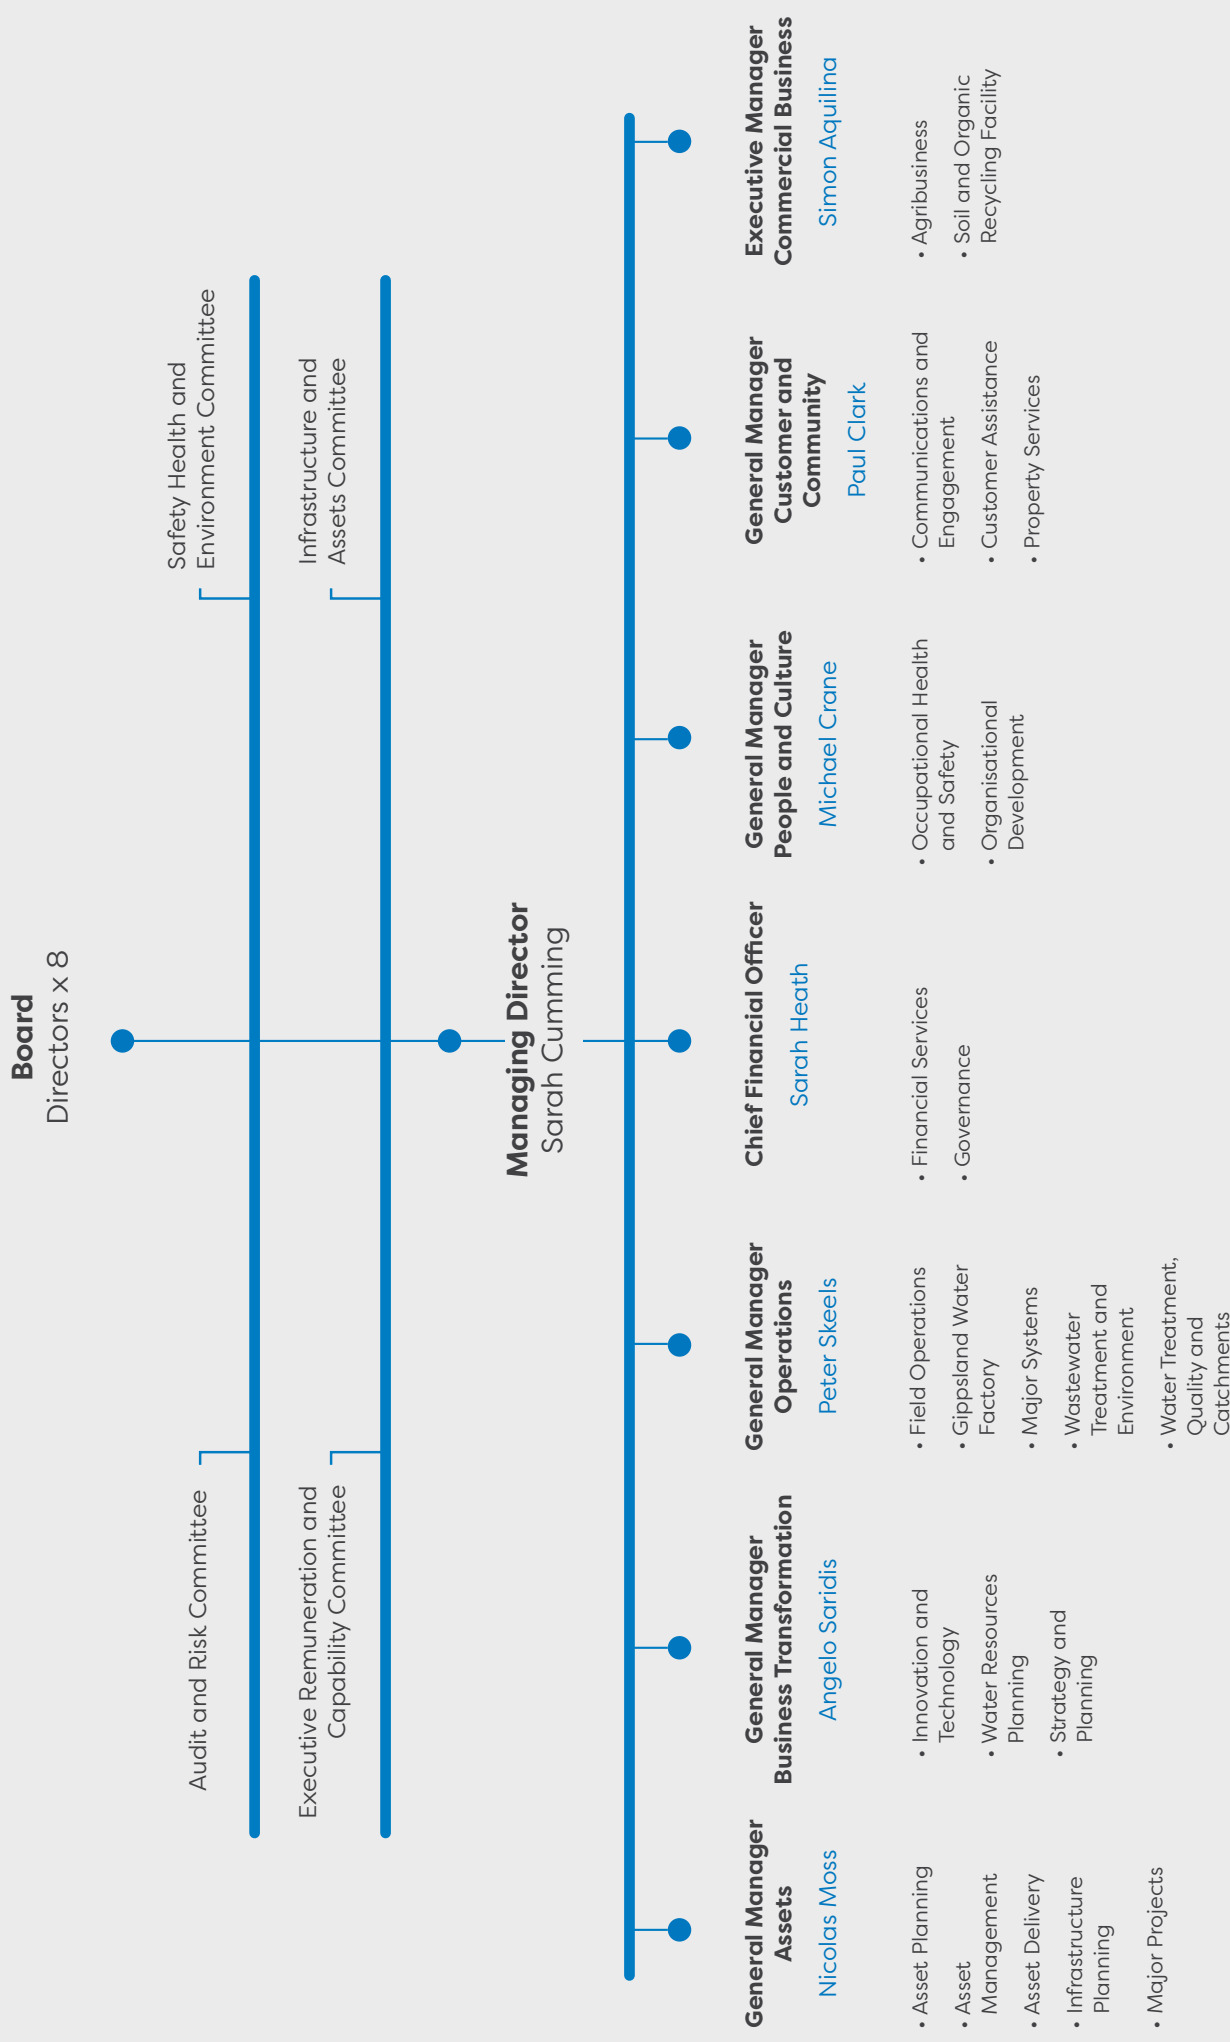 Board
Directors x 8
Audit and Risk Committee
Safety Health and
Environment Committee
Executive Remuneration and
Capability Committee
Infrastructure and
Assets Committee
Managing Director
Sarah Cumming
General Manager
Assets
Nicolas Moss
• Asset Planning
• Asset
Management
• Asset Delivery
• Infrastructure
Planning
• Major Projects
General Manager
Business Transformation
Angelo Saridis
• Innovation and
Technology
• Water Resources
Planning
• Strategy and
Planning
General Manager
Operations
Peter Skeels
• Field Operations
• Gippsland Water
Factory
• Major Systems
• Wastewater
Treatment and
Environment
• Water Treatment,
Quality and
Catchments
Chief Financial Officer
Sarah Heath
• Financial Services
• Governance
General Manager
People and Culture
Michael Crane
• Occupational Health
and Safety
• Organisational
Development
General Manager
Customer and
Community
Paul Clark
• Communications and
Engagement
• Customer Assistance
• Property Services
Executive Manager
Commercial Business
Simon Aquilina
• Agribusiness
• Soil and Organic
Recycling Facility